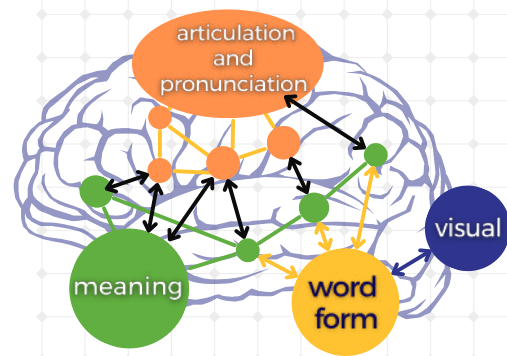 articulation
and
pronunciation
visual
meaning
word
form